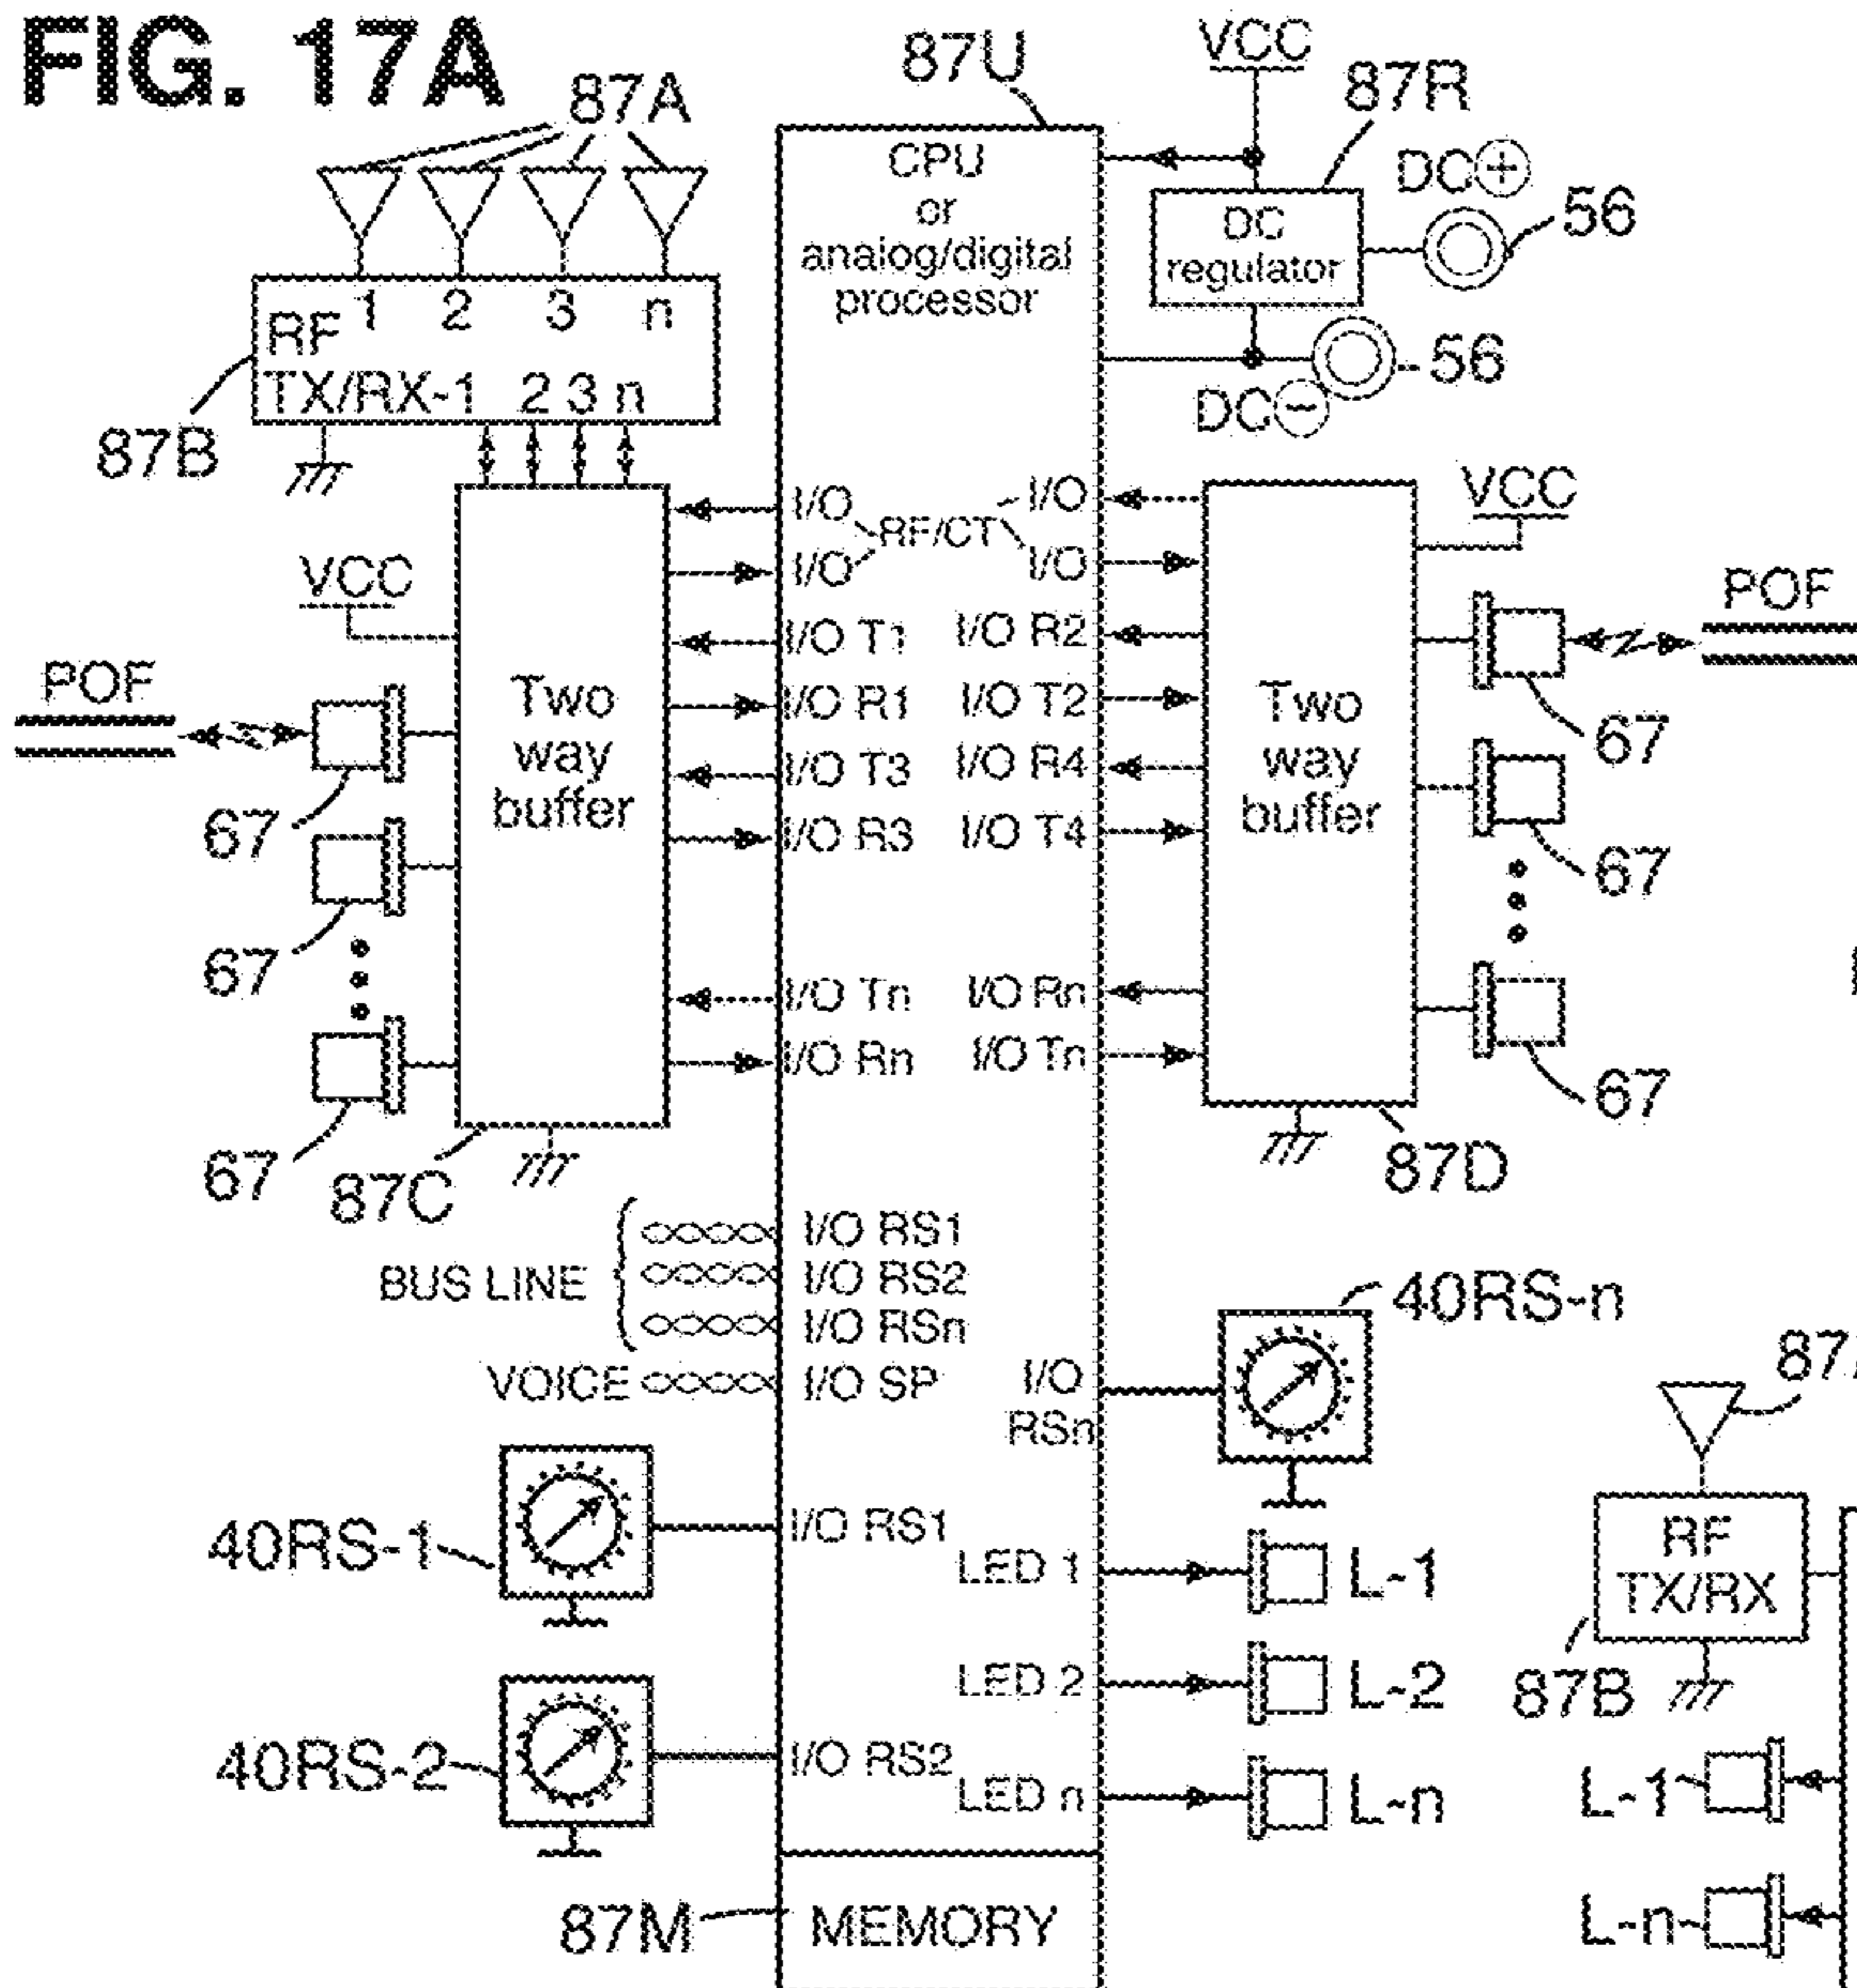 FIG. 17A
87A
87U
VCC
87R
DC+
56
CPU
or
analog/digital
processor
DC
regulator
1 2 3 n
RF
TX/RX-1 2 3 n
87B
56
DC−
I/O
I/O
RF/CT
I/O
I/O
VCC
VCC
POF
POF
I/O T1
I/O R2
I/O R1
I/O T2
I/O T3
I/O R4
I/O R3
I/O T4
I/O Tn
I/O Rn
I/O Rn
I/O Tn
Two
way
buffer
Two
way
buffer
67
67
67
67
67
67
87C
87D
BUS LINE
I/O RS1
I/O RS2
I/O RSn
VOICE
I/O SP
I/O
RSn
40RS-n
40RS-1
I/O RS1
LED 1
L-1
LED 2
L-2
40RS-2
I/O RS2
LED n
L-n
87M
MEMORY
RF
TX/RX
87B
L-1
L-n